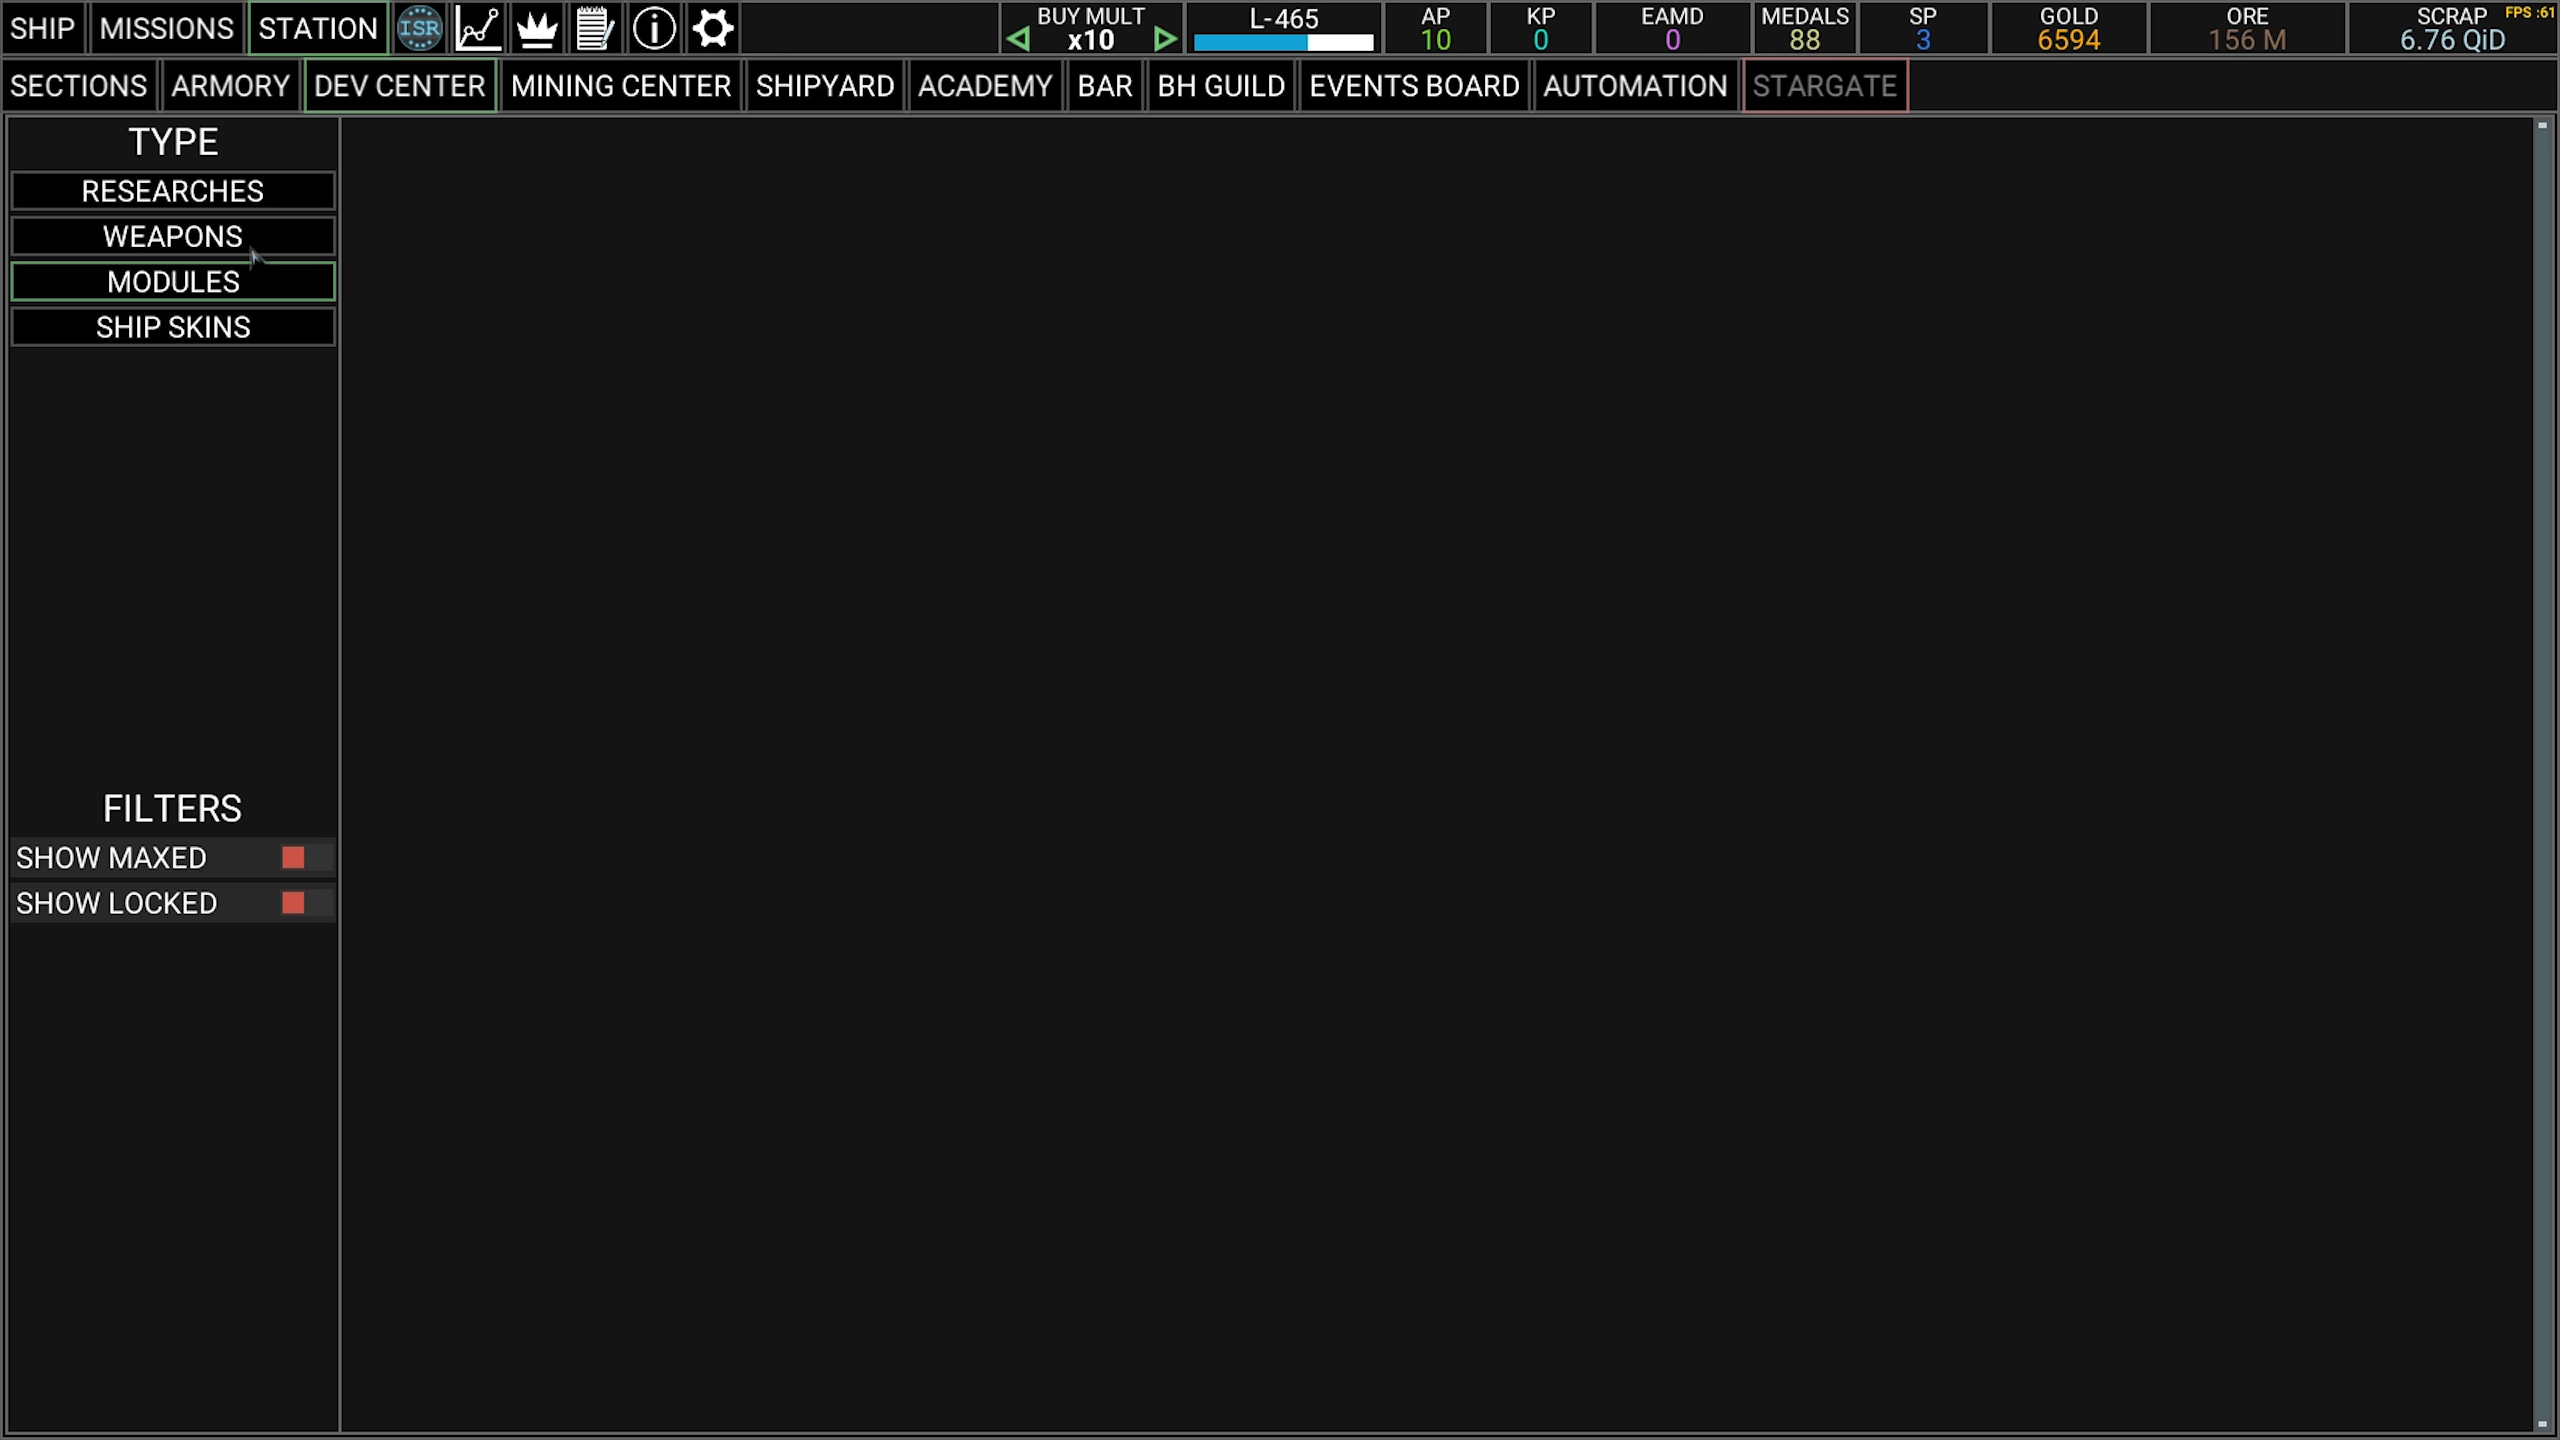 SHIP MISSIONS STATION ISR BUY MULT x10 L-465 AP 10 KP 0 EAMD 0 MEDALS 88 SP 3 GOLD 6594 ORE 156 M SCRAP 6.76 QiD FPS :61
SECTIONS ARMORY DEV CENTER MINING CENTER SHIPYARD ACADEMY BAR BH GUILD EVENTS BOARD AUTOMATION STARGATE
TYPE
RESEARCHES
WEAPONS
MODULES
SHIP SKINS
FILTERS
SHOW MAXED
SHOW LOCKED